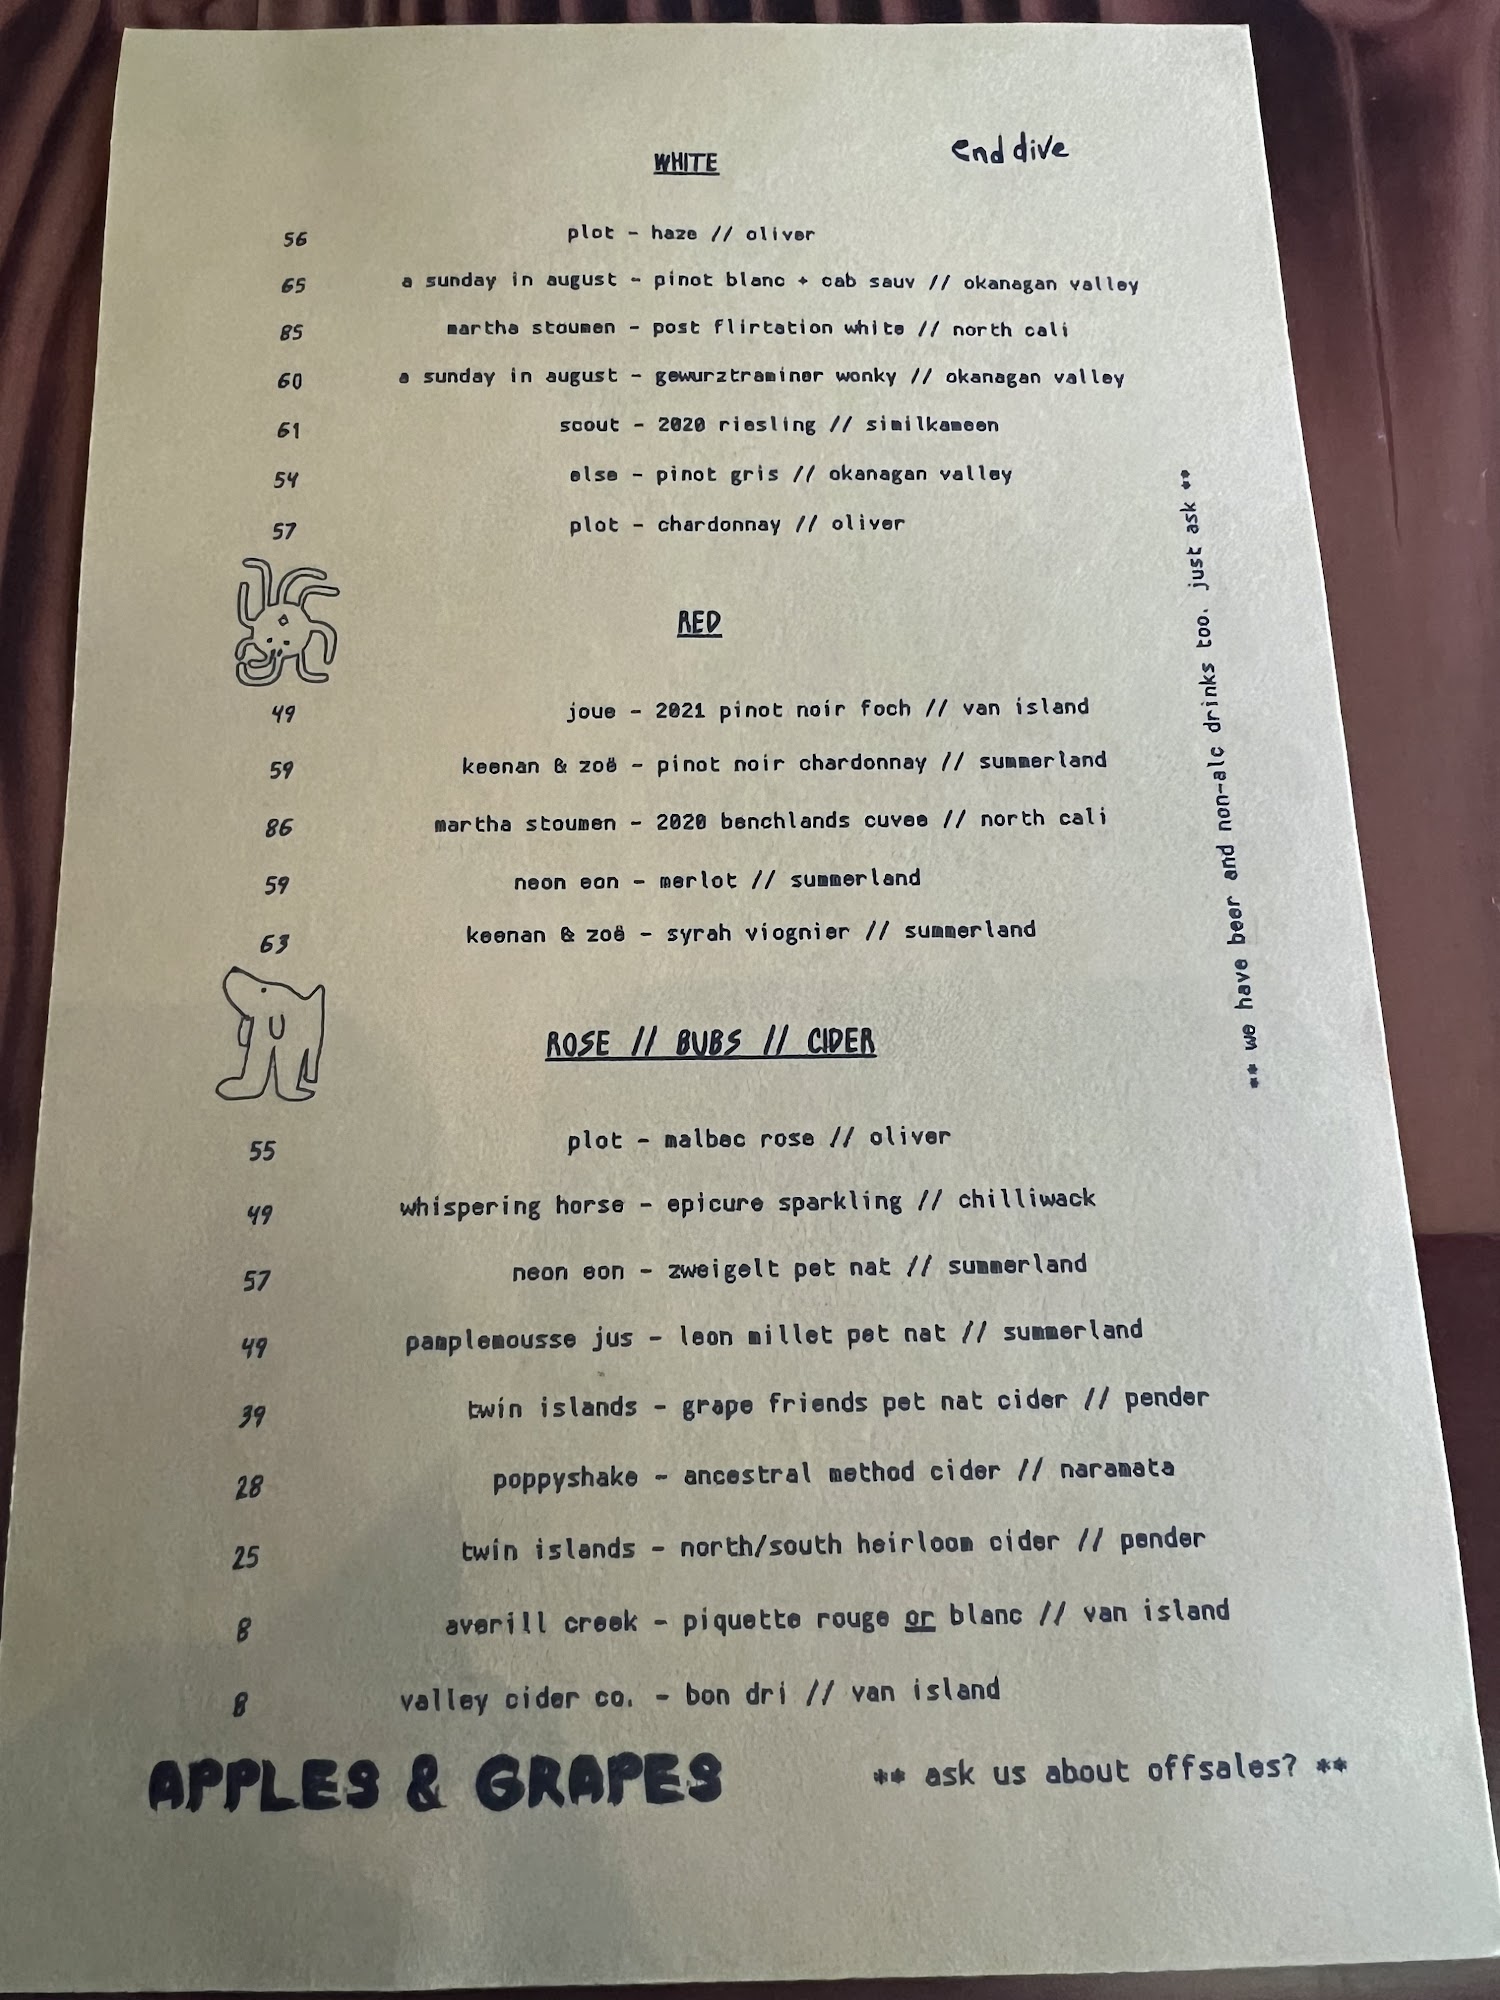 end dive
WHITE
56 plot - haze // oliver
65 a sunday in august - pinot blanc + cab sauv // okanagan valley
85 martha stoumen - post flirtation white // north cali
60 a sunday in august - gewurztraminer wonky // okanagan valley
61 scout - 2020 riesling // similkameen
54 else - pinot gris // okanagan valley
57 plot - chardonnay // oliver
RED
49 joue - 2021 pinot noir foch // van island
59 keenan & zoë - pinot noir chardonnay // summerland
86 martha stoumen - 2020 benchlands cuvee // north cali
59 neon eon - merlot // summerland
63 keenan & zoë - syrah viognier // summerland
ROSE // BUBS // CIDER
55 plot - malbec rose // oliver
49 whispering horse - epicure sparkling // chilliwack
57 neon eon - zweigelt pet nat // summerland
49 pamplemousse jus - leon millet pet nat // summerland
39 twin islands - grape friends pet nat cider // pender
28 poppyshake - ancestral method cider // naramata
25 twin islands - north/south heirloom cider // pender
8 averill creek - piquette rouge or blanc // van island
8 valley cider co. - bon dri // van island
** we have beer and non-alc drinks too. just ask **
APPLES & GRAPES
** ask us about offsales? **